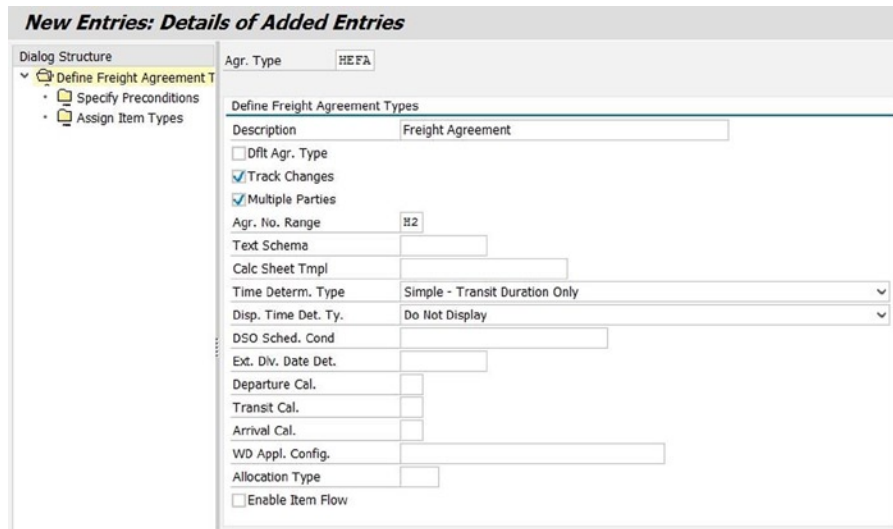 New Entries: Details of Added Entries
Dialog Structure
Define Freight Agreement T
Specify Preconditions
Assign Item Types
Agr. Type HEFA
Define Freight Agreement Types
Description Freight Agreement
Dflt Agr. Type
Track Changes
Multiple Parties
Agr. No. Range H2
Text Schema
Calc Sheet Tmpl
Time Determ. Type Simple - Transit Duration Only
Disp. Time Det. Ty. Do Not Display
DSO Sched. Cond
Ext. Div. Date Det.
Departure Cal.
Transit Cal.
Arrival Cal.
WD Appl. Config.
Allocation Type
Enable Item Flow